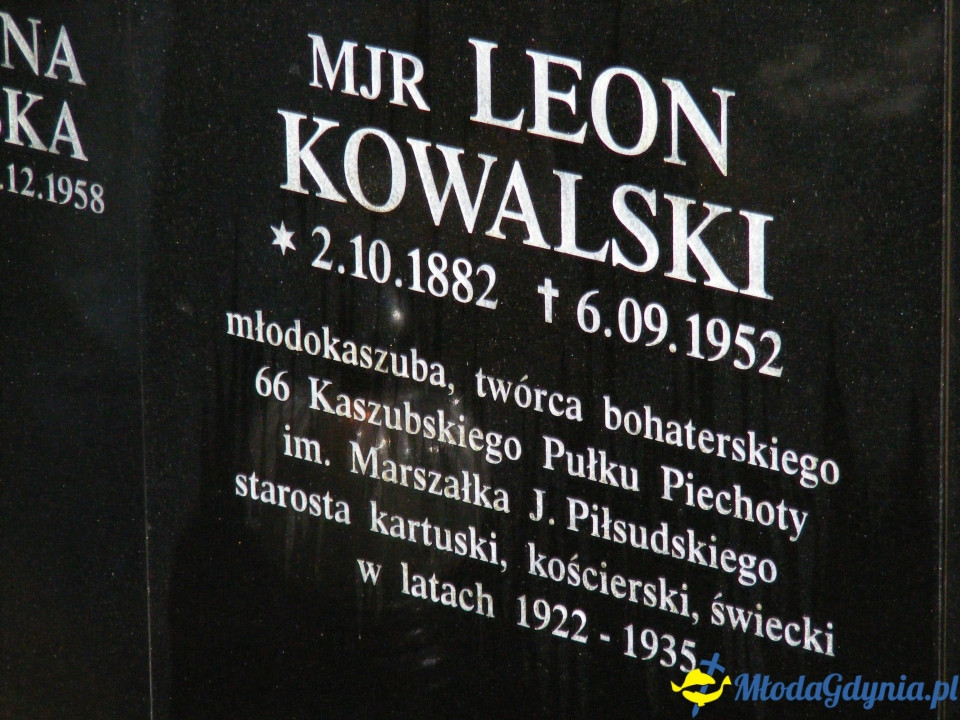 NA
KA
.12.1958
MJR LEON
KOWALSKI
* 2.10.1882 † 6.09.1952
młodokaszuba, twórca bohaterskiego
66 Kaszubskiego Pułku Piechoty
im. Marszałka J. Piłsudskiego
starosta kartuski, kościerski, świecki
w latach 1922 - 1935
MłodaGdynia.pl